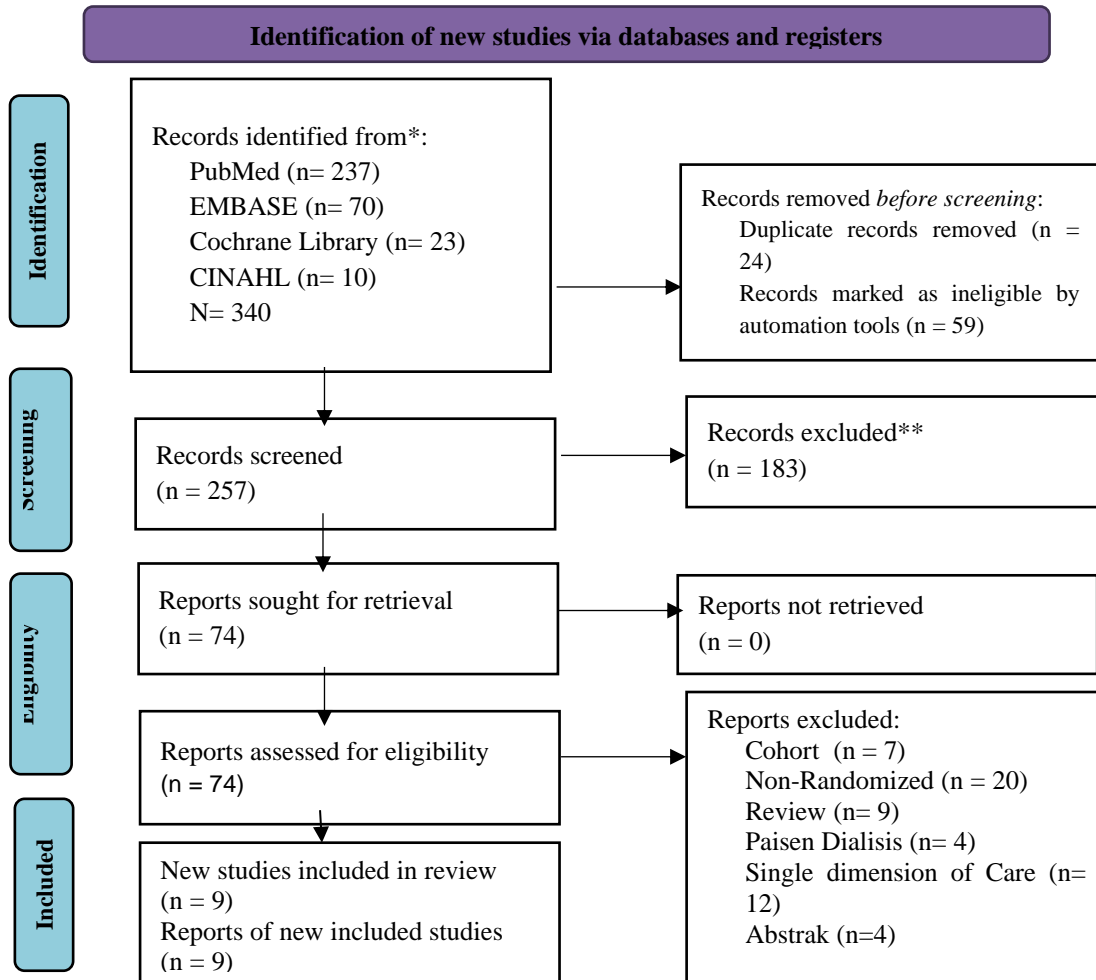 Identification of new studies via databases and registers
Identification
Records identified from*:
PubMed (n= 237)
EMBASE (n= 70)
Cochrane Library (n= 23)
CINAHL (n= 10)
N= 340
Records removed before screening:
Duplicate records removed (n =
24)
Records marked as ineligible by
automation tools (n = 59)
Screening
Records screened
(n = 257)
Records excluded**
(n = 183)
Eligibility
Reports sought for retrieval
(n = 74)
Reports not retrieved
(n = 0)
Reports assessed for eligibility
(n = 74)
Reports excluded:
Cohort (n = 7)
Non-Randomized (n = 20)
Review (n= 9)
Paisen Dialisis (n= 4)
Single dimension of Care (n=
12)
Abstrak (n=4)
Included
New studies included in review
(n = 9)
Reports of new included studies
(n = 9)